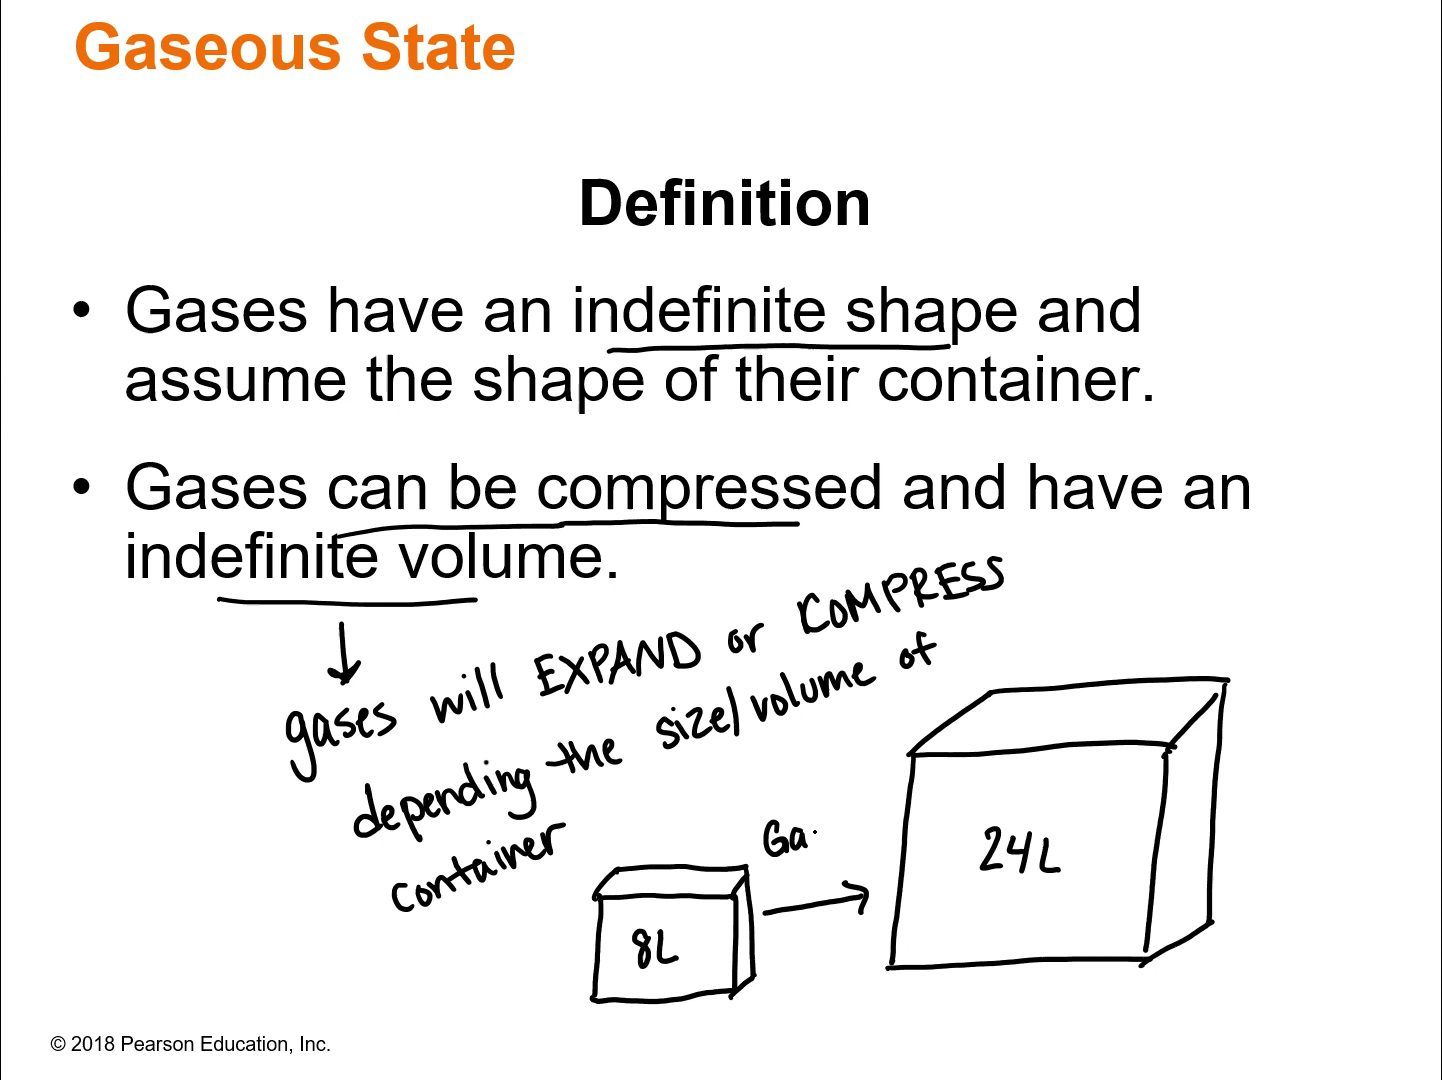 Gaseous State
Definition
• Gases have an indefinite shape and
assume the shape of their container.
• Gases can be compressed and have an
indefinite volume.
gases will EXPAND or COMPRESS
depending the size/volume of
container
Ga
8L
24L
© 2018 Pearson Education, Inc.